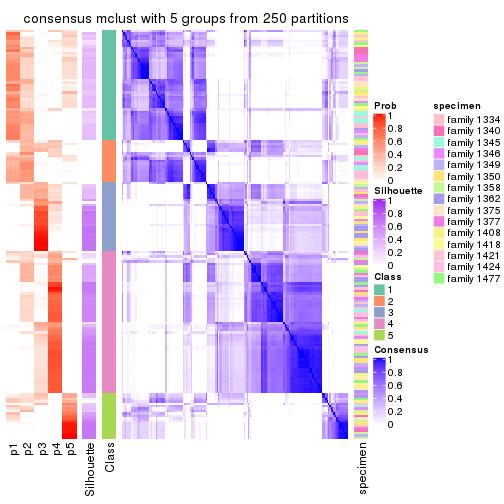 consensus mclust with 5 groups from 250 partitions
Prob
1
0.8
0.6
0.4
0.2
0
Silhouette
1
0.8
0.6
0.4
0.2
0
Class
1
2
3
4
5
Consensus
1
0.8
0.6
0.4
0.2
0
specimen
family 1334
family 1340
family 1345
family 1346
family 1349
family 1350
family 1358
family 1362
family 1375
family 1377
family 1408
family 1418
family 1421
family 1424
family 1477
p1
p2
p3
p4
p5
Silhouette
Class
specimen